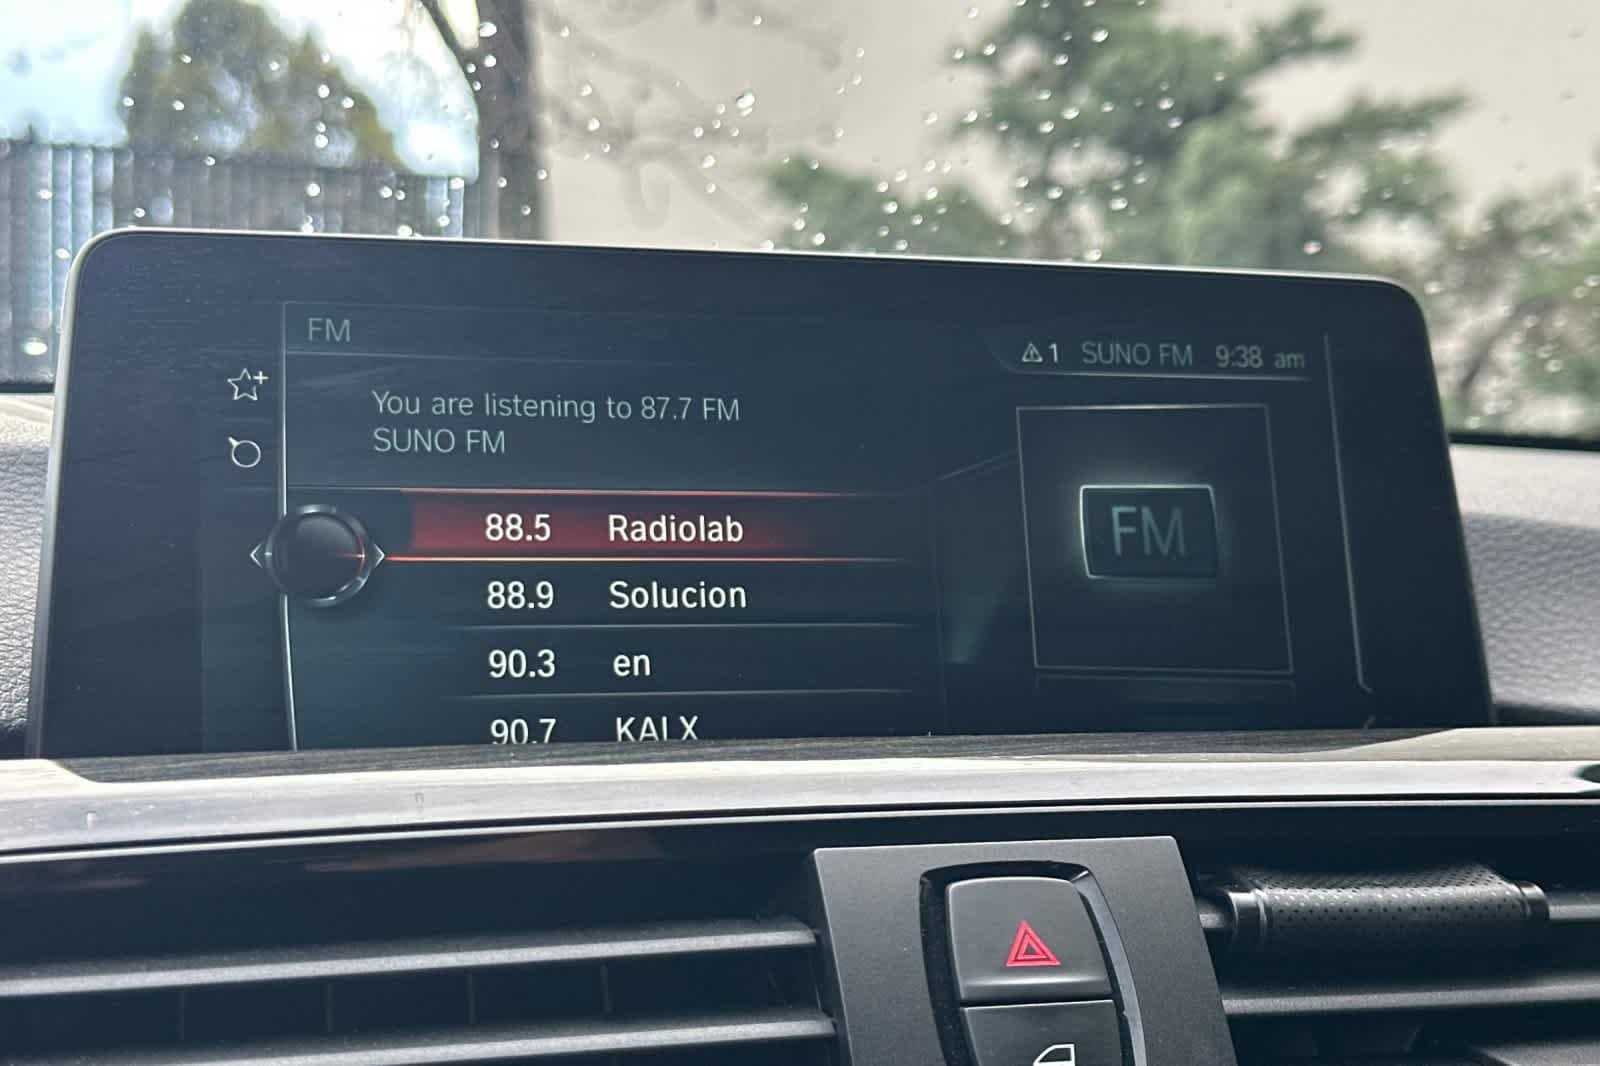 FM
1 SUNO FM 9:38 am
You are listening to 87.7 FM
SUNO FM
88.5 Radiolab
88.9 Solucion
90.3 en
90.7 KALX
FM